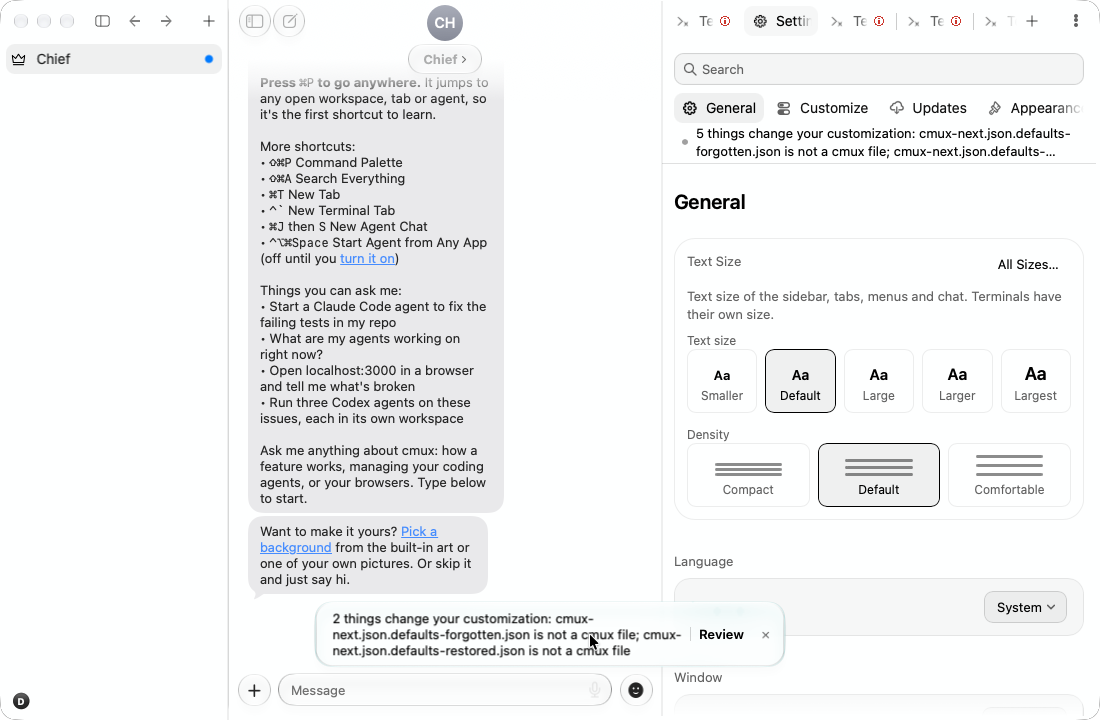 Chief
D
CH
Chief ›
Press ⌘P to go anywhere. It jumps to
any open workspace, tab or agent, so
it's the first shortcut to learn.
More shortcuts:
• ⇧⌘P Command Palette
• ⇧⌘A Search Everything
• ⌘T New Tab
• ^` New Terminal Tab
• ⌘J then S New Agent Chat
• ^⌥⌘Space Start Agent from Any App
(off until you turn it on)
Things you can ask me:
• Start a Claude Code agent to fix the
failing tests in my repo
• What are my agents working on
right now?
• Open localhost:3000 in a browser
and tell me what's broken
• Run three Codex agents on these
issues, each in its own workspace
Ask me anything about cmux: how a
feature works, managing your coding
agents, or your browsers. Type below
to start.
Want to make it yours? Pick a
background from the built-in art or
one of your own pictures. Or skip it
and just say hi.
2 things change your customization: cmux-
next.json.defaults-forgotten.json is not a cmux file; cmux-
next.json.defaults-restored.json is not a cmux file
Review
Message
Te
Settin
Te
Te
T
Search
General
Customize
Updates
Appearanc
5 things change your customization: cmux-next.json.defaults-
forgotten.json is not a cmux file; cmux-next.json.defaults-…
General
Text Size
All Sizes...
Text size of the sidebar, tabs, menus and chat. Terminals have
their own size.
Text size
Aa Aa Aa Aa Aa
Smaller Default Large Larger Largest
Density
Compact Default Comfortable
Language
System
Window